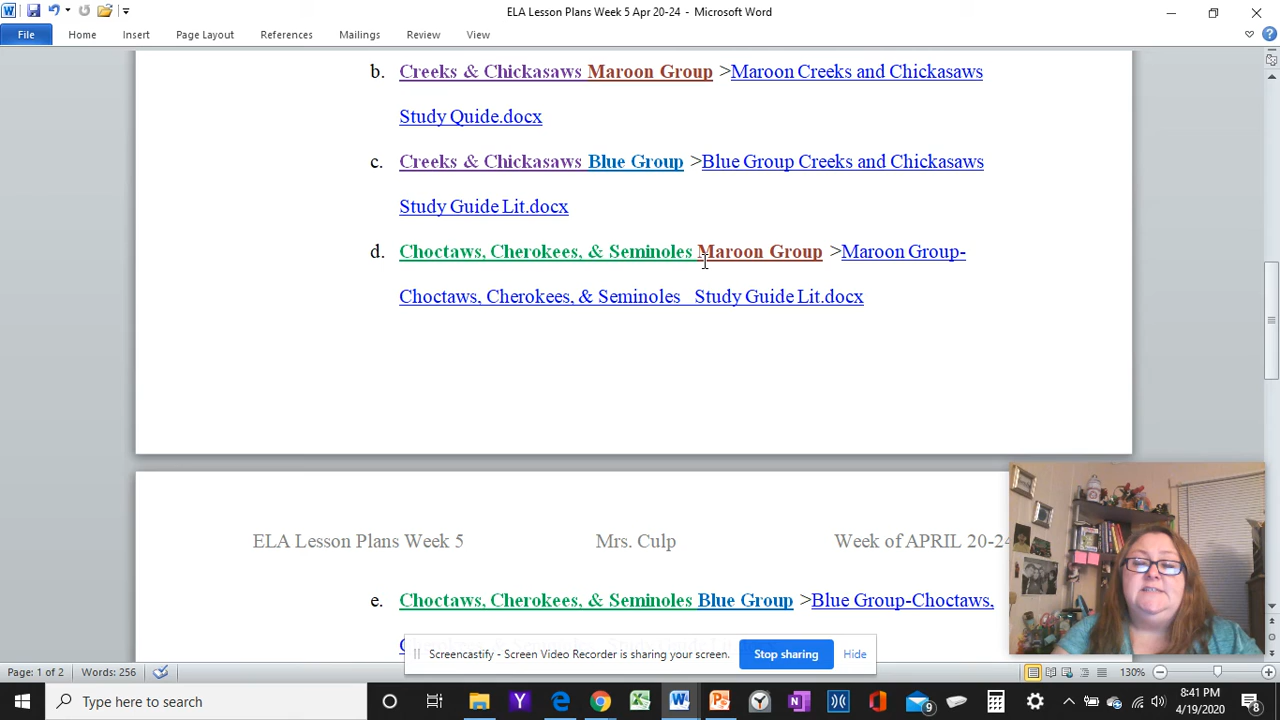 ELA Lesson Plans Week 5 Apr 20-24 - Microsoft Word
File Home Insert Page Layout References Mailings Review View
b. Creeks & Chickasaws Maroon Group >Maroon Creeks and Chickasaws
Study Quide.docx
c. Creeks & Chickasaws Blue Group >Blue Group Creeks and Chickasaws
Study Guide Lit.docx
d. Choctaws, Cherokees, & Seminoles Maroon Group >Maroon Group-
Choctaws, Cherokees, & Seminoles Study Guide Lit.docx
ELA Lesson Plans Week 5 Mrs. Culp Week of APRIL 20-24
e. Choctaws, Cherokees, & Seminoles Blue Group >Blue Group-Choctaws,
Screencastify - Screen Video Recorder is sharing your screen. Stop sharing Hide
Page: 1 of 2 Words: 256 130%
Type here to search
8:41 PM
4/19/2020